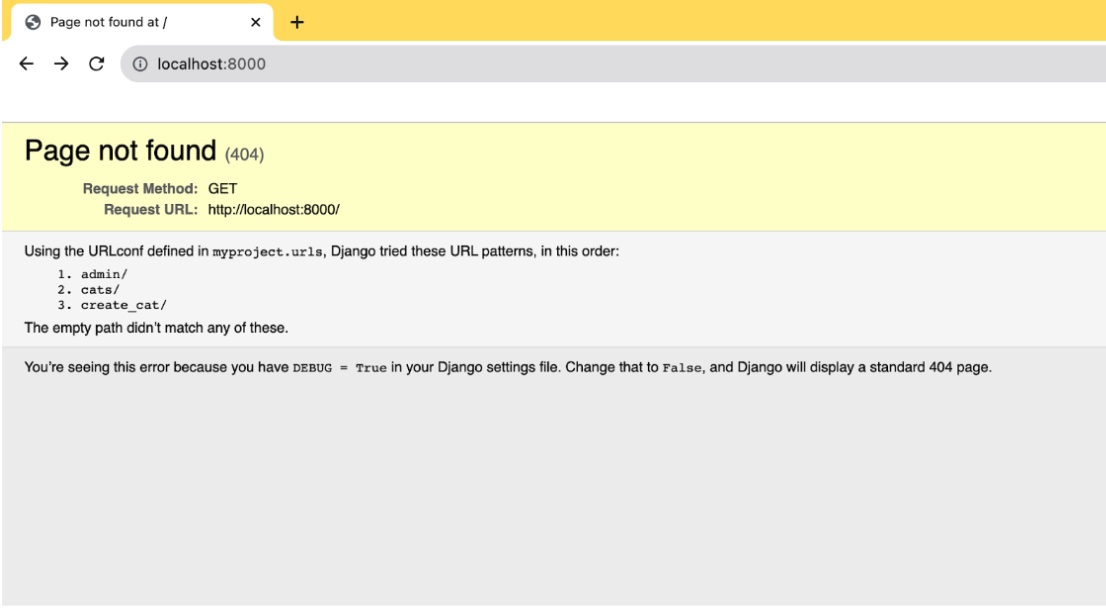 Page not found at /
localhost:8000
Page not found (404)
Request Method: GET
Request URL: http://localhost:8000/
Using the URLconf defined in myproject.urls, Django tried these URL patterns, in this order:
1. admin/
2. cats/
3. create_cat/
The empty path didn't match any of these.
You're seeing this error because you have DEBUG = True in your Django settings file. Change that to False, and Django will display a standard 404 page.